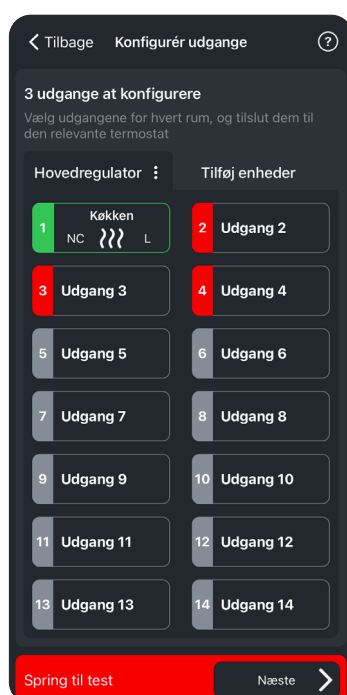 Tilbage Konfigurér udgange ?
3 udgange at konfigurere
Vælg udgangene for hvert rum, og tilslut dem til
den relevante termostat
Hovedregulator Tilføj enheder
1 Køkken
NC L
2 Udgang 2
3 Udgang 3
4 Udgang 4
5 Udgang 5
6 Udgang 6
7 Udgang 7
8 Udgang 8
9 Udgang 9
10 Udgang 10
11 Udgang 11
12 Udgang 12
13 Udgang 13
14 Udgang 14
Spring til test Næste